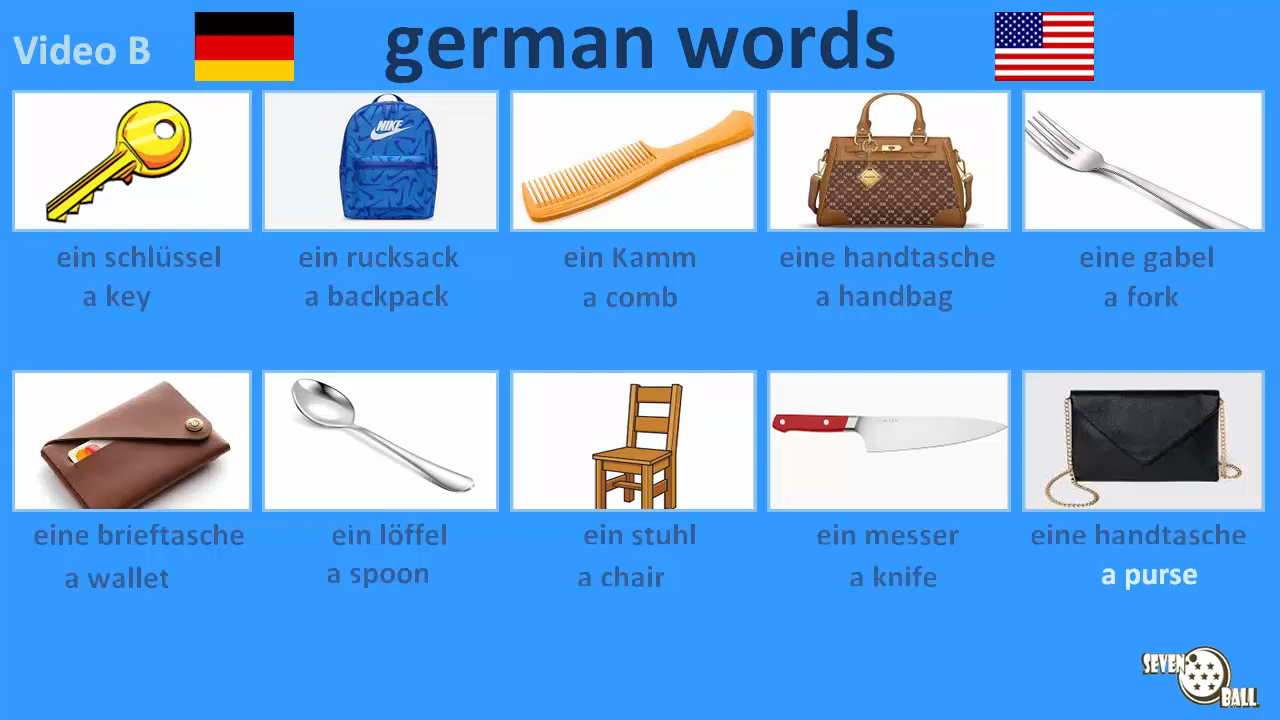 Video B
german words
NIKE
ein schlüssel
a key
ein rucksack
a backpack
ein Kamm
a comb
eine handtasche
a handbag
eine gabel
a fork
eine brieftasche
a wallet
ein löffel
a spoon
ein stuhl
a chair
ein messer
a knife
eine handtasche
a purse
SEVEN
BALL